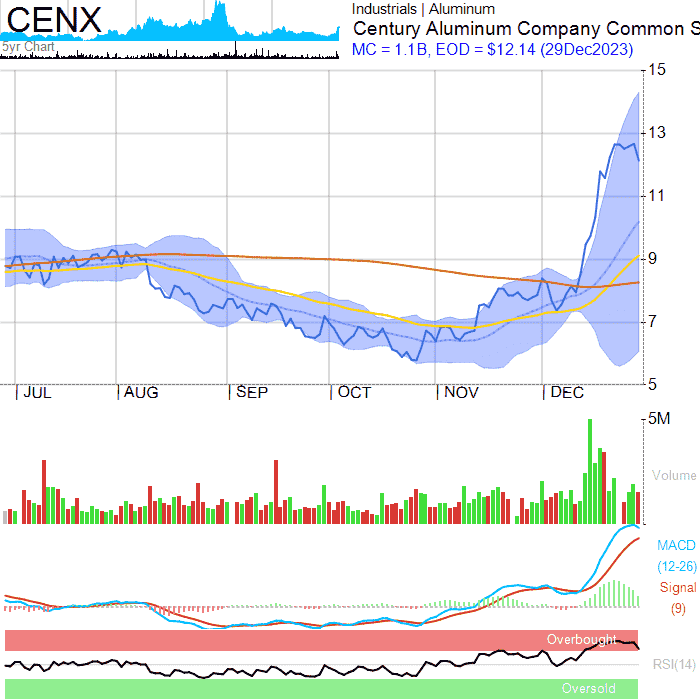 CENX
5yr Chart
Industrials | Aluminum
Century Aluminum Company Common S
MC = 1.1B, EOD = $12.14 (29Dec2023)
15
13
11
9
7
5
JUL AUG SEP OCT NOV DEC
5M
Volume
MACD
(12-26)
Signal
(9)
Overbought
RSI(14)
Oversold